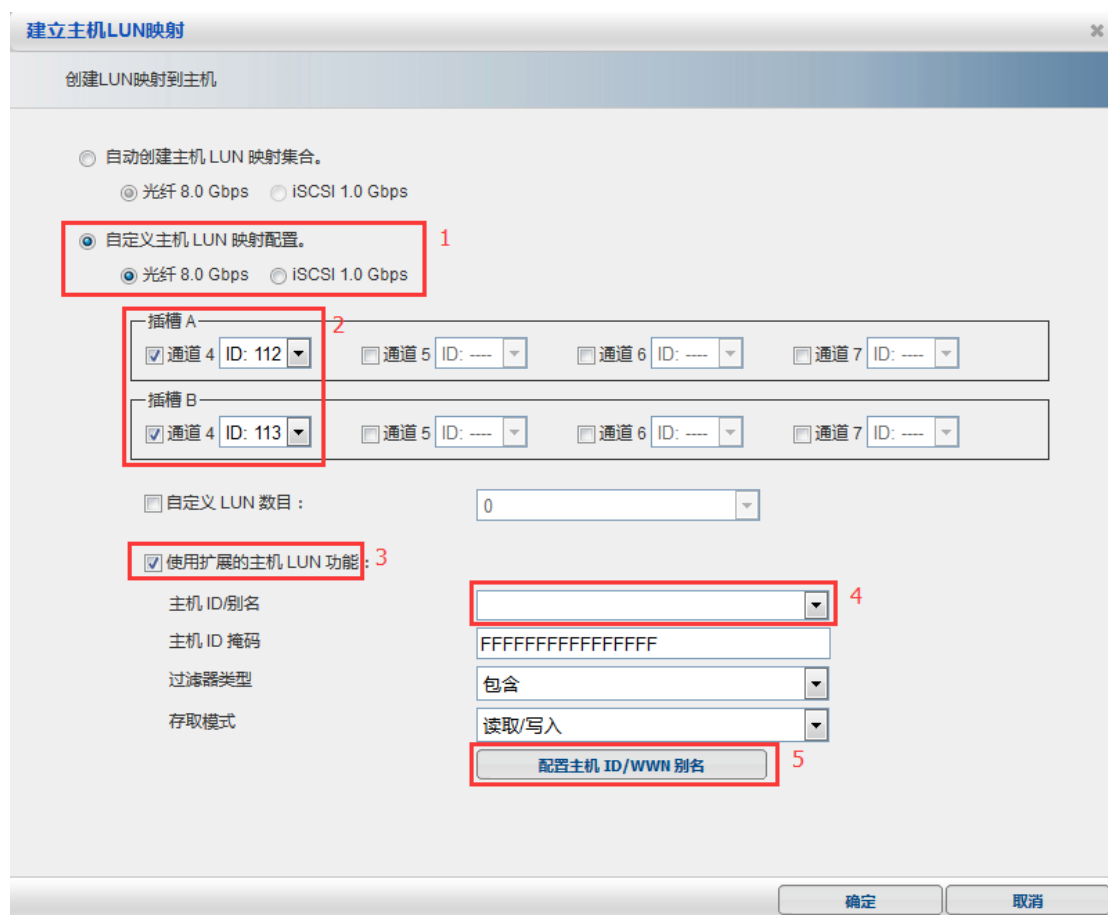 建立主机LUN映射
创建LUN映射到主机
自动创建主机 LUN 映射集合。
光纤 8.0 Gbps iSCSI 1.0 Gbps
自定义主机 LUN 映射配置。 1
光纤 8.0 Gbps iSCSI 1.0 Gbps
插槽 A 2
通道 4 ID: 112 通道 5 ID: ---- 通道 6 ID: ---- 通道 7 ID: ----
插槽 B
通道 4 ID: 113 通道 5 ID: ---- 通道 6 ID: ---- 通道 7 ID: ----
自定义 LUN 数目： 0
使用扩展的主机 LUN 功能： 3
主机 ID/别名 4
主机 ID 掩码 FFFFFFFFFFFFFFFF
过滤器类型 包含
存取模式 读取/写入
配置主机 ID/WWN 别名 5
确定 取消